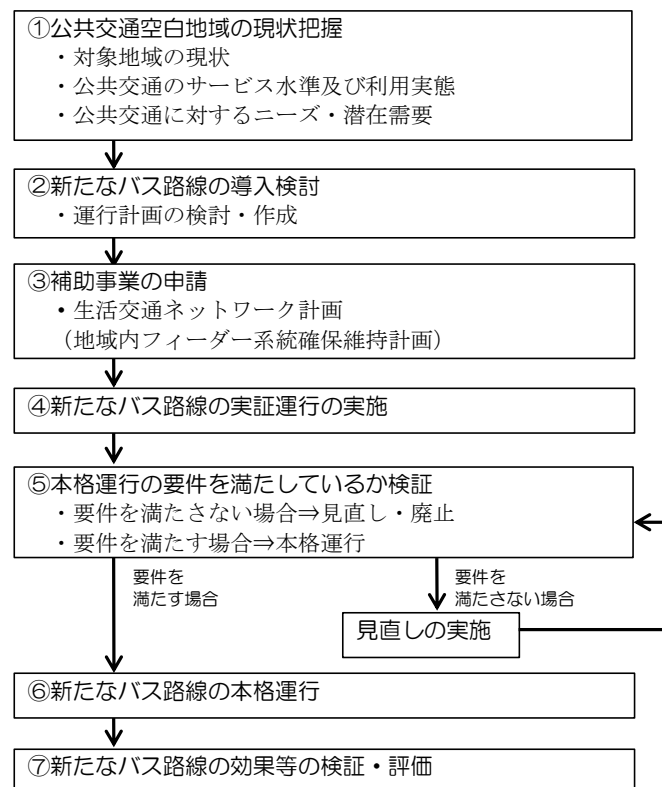 ①公共交通空白地域の現状把握
・対象地域の現状
・公共交通のサービス水準及び利用実態
・公共交通に対するニーズ・潜在需要
②新たなバス路線の導入検討
・運行計画の検討・作成
③補助事業の申請
・生活交通ネットワーク計画
（地域内フィーダー系統確保維持計画）
④新たなバス路線の実証運行の実施
⑤本格運行の要件を満たしているか検証
・要件を満たさない場合⇒見直し・廃止
・要件を満たす場合⇒本格運行
要件を
満たす場合
要件を
満たさない場合
見直しの実施
⑥新たなバス路線の本格運行
⑦新たなバス路線の効果等の検証・評価